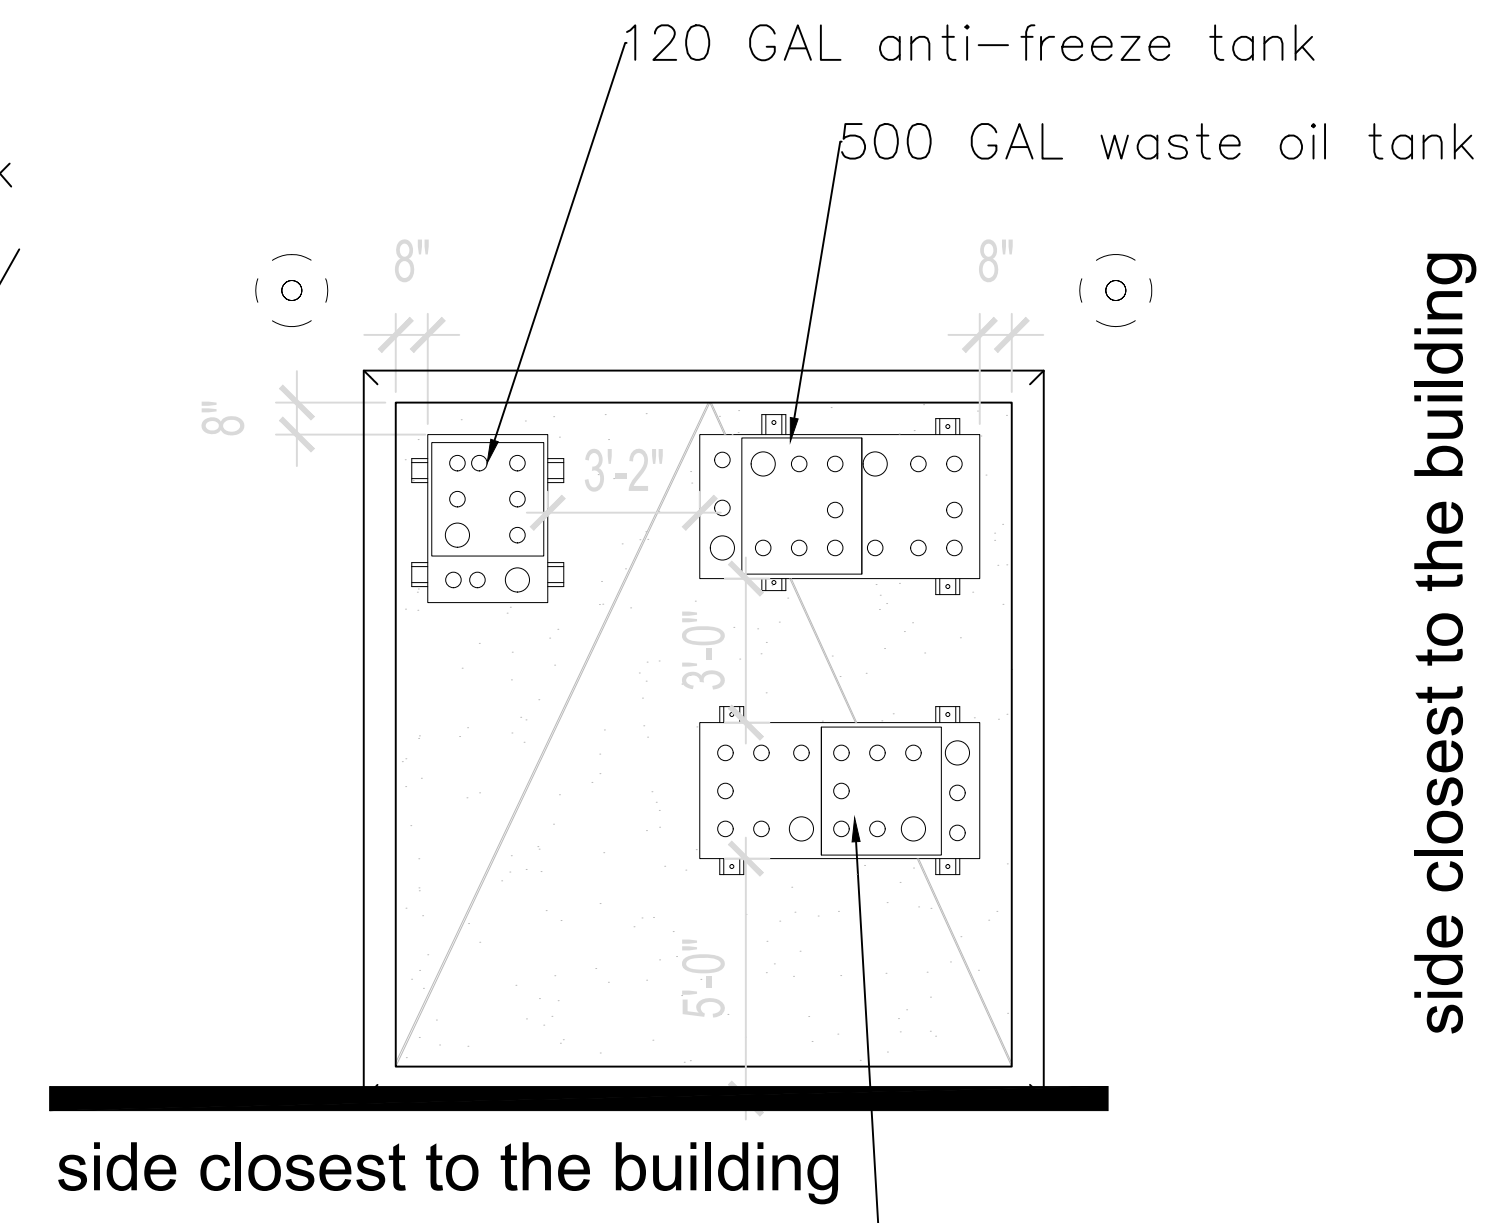 120 GAL anti-freeze tank
500 GAL waste oil tank
8"
8"
8"
3'-2"
3'-0"
5'-0"
side closest to the building
side closest to the building